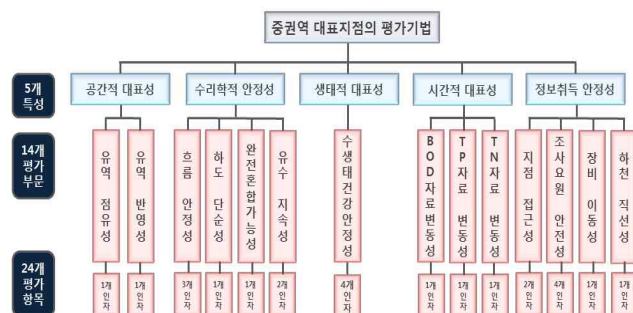 중권역 대표지점의 평가기법
5개
특성
공간적 대표성
수리학적 안정성
생태적 대표성
시간적 대표성
정보취득 안정성
14개
평가
부문
유역 점유성
유역 반영성
흐름 안정성
하도 단순성
완전혼합가능성
유수 지속성
수생태건강안정성
BOD자료변동성
TP자료 변동성
TN자료 변동성
지점 접근성
조사요원 안전성
장비 이동성
하천 직선성
24개
평가
항목
1개인자
1개인자
3개인자
1개인자
1개인자
2개인자
4개인자
1개인자
1개인자
1개인자
2개인자
4개인자
1개인자
1개인자